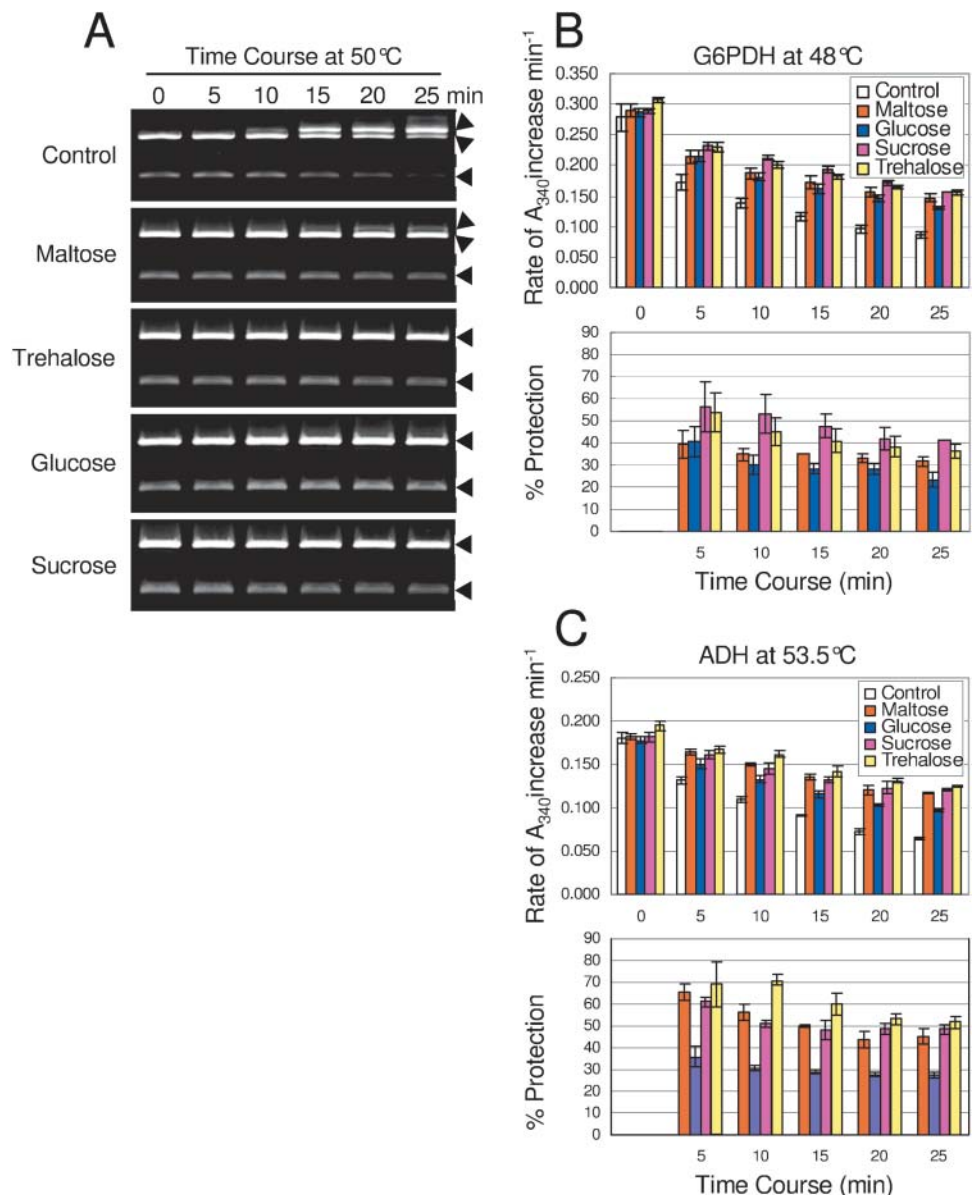 A
Time Course at 50°C
0 5 10 15 20 25 min
Control
Maltose
Trehalose
Glucose
Sucrose
B
G6PDH at 48°C
Rate of A340 increase min-1
0.350
0.300
0.250
0.200
0.150
0.100
0.050
0.000
Control
Maltose
Glucose
Sucrose
Trehalose
0 5 10 15 20 25
% Protection
90
80
70
60
50
40
30
20
10
0
5 10 15 20 25
Time Course (min)
C
ADH at 53.5°C
Rate of A340 increase min-1
0.250
0.200
0.150
0.100
0.050
0.000
Control
Maltose
Glucose
Sucrose
Trehalose
0 5 10 15 20 25
% Protection
90
80
70
60
50
40
30
20
10
0
5 10 15 20 25
Time Course (min)